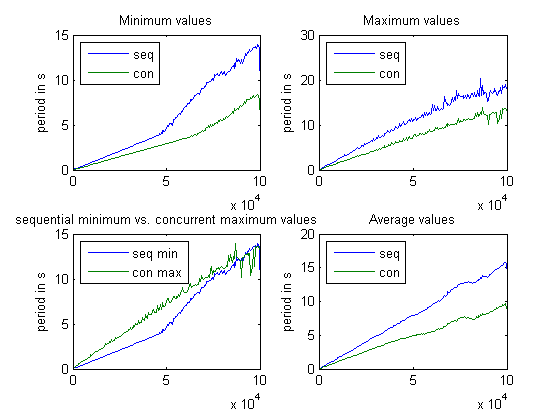 Minimum values
15
10
5
0
period in s
seq
con
0
5
10
x 10^4
Maximum values
30
20
10
0
period in s
seq
con
0
5
10
x 10^4
sequential minimum vs. concurrent maximum values
15
10
5
0
period in s
seq min
con max
0
5
10
x 10^4
Average values
20
15
10
5
0
period in s
seq
con
0
5
10
x 10^4